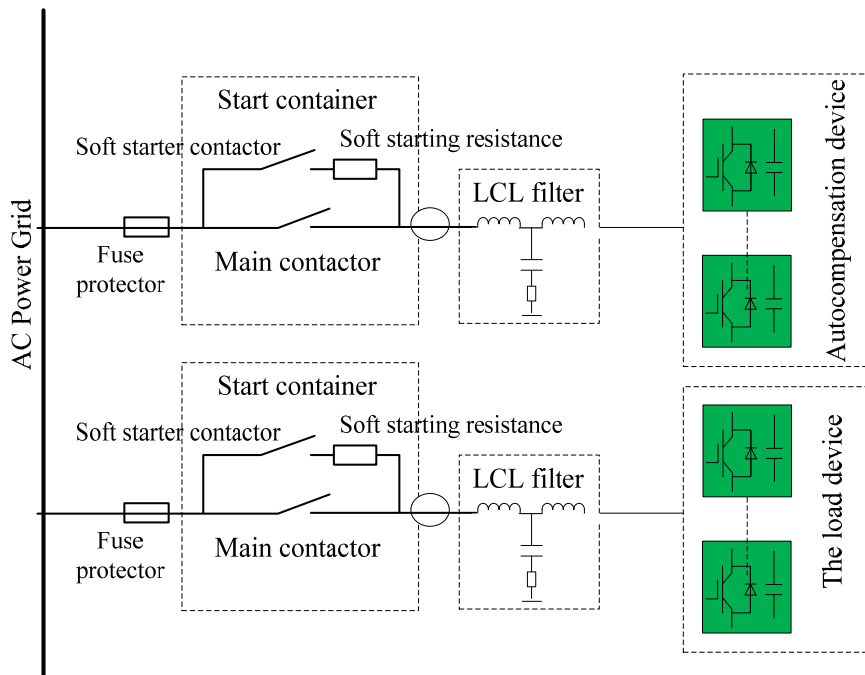 AC Power Grid
Start container
Soft starter contactor
Soft starting resistance
Fuse
protector
Main contactor
LCL filter
Autocompensation device
Start container
Soft starter contactor
Soft starting resistance
Fuse
protector
Main contactor
LCL filter
The load device